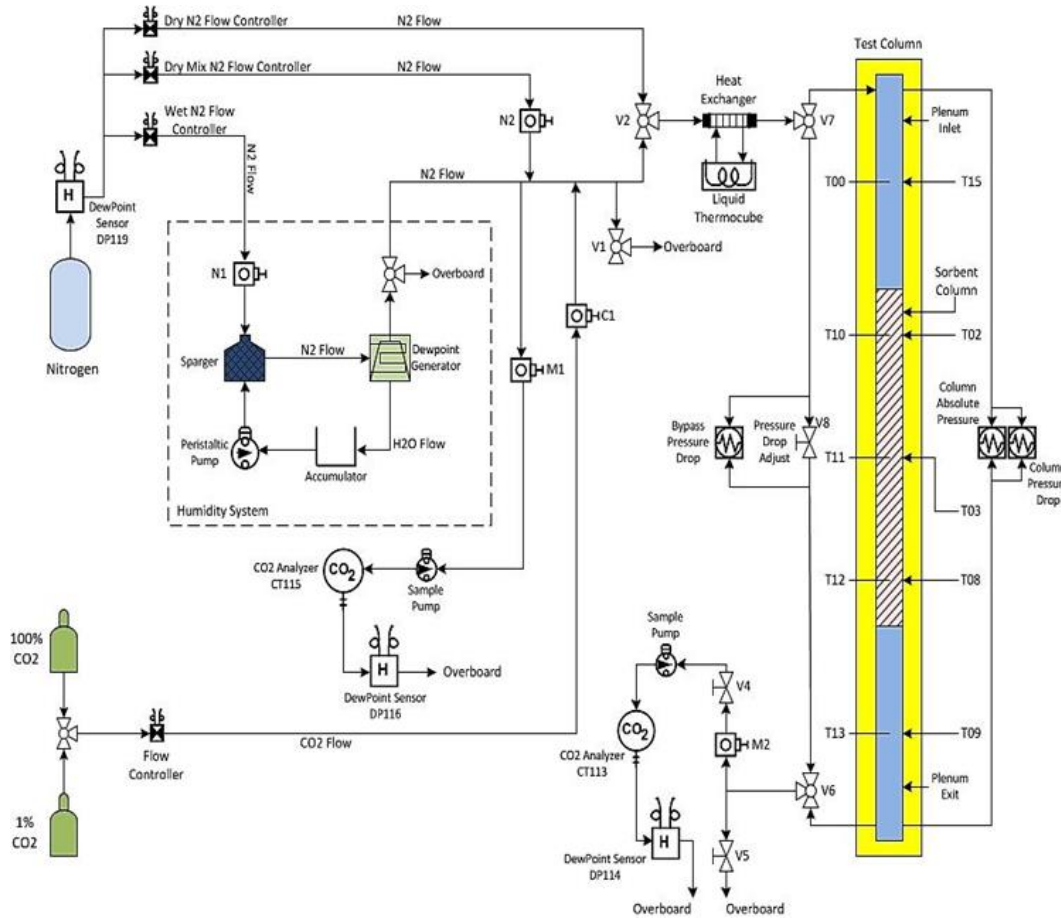 Dry N2 Flow Controller
N2 Flow
Dry Mix N2 Flow Controller
N2 Flow
Wet N2 Flow
Controller
N2 Flow
H
DewPoint
Sensor
DP119
Nitrogen
N2
V2
Heat
Exchanger
Liquid
Thermocube
V7
Test Column
Plenum
Inlet
T00
T15
Sorbent
Column
T10
T02
Column
Absolute
Pressure
T11
T03
Column
Pressure
Drop
T12
T08
T13
T09
Plenum
Exit
N2 Flow
V1
Overboard
N1
Overboard
C1
Sparger
N2 Flow
Dewpoint
Generator
M1
Peristaltic
Pump
Accumulator
H2O Flow
Humidity System
Bypass
Pressure
Drop
Pressure
Drop
Adjust
V8
CO2 Analyzer
CT115
CO2
Sample
Pump
H
DewPoint Sensor
DP116
Overboard
100%
CO2
1%
CO2
Flow
Controller
CO2 Flow
Sample
Pump
V4
CO2
CO2 Analyzer
CT113
M2
V6
H
DewPoint Sensor
DP114
V5
Overboard
Overboard